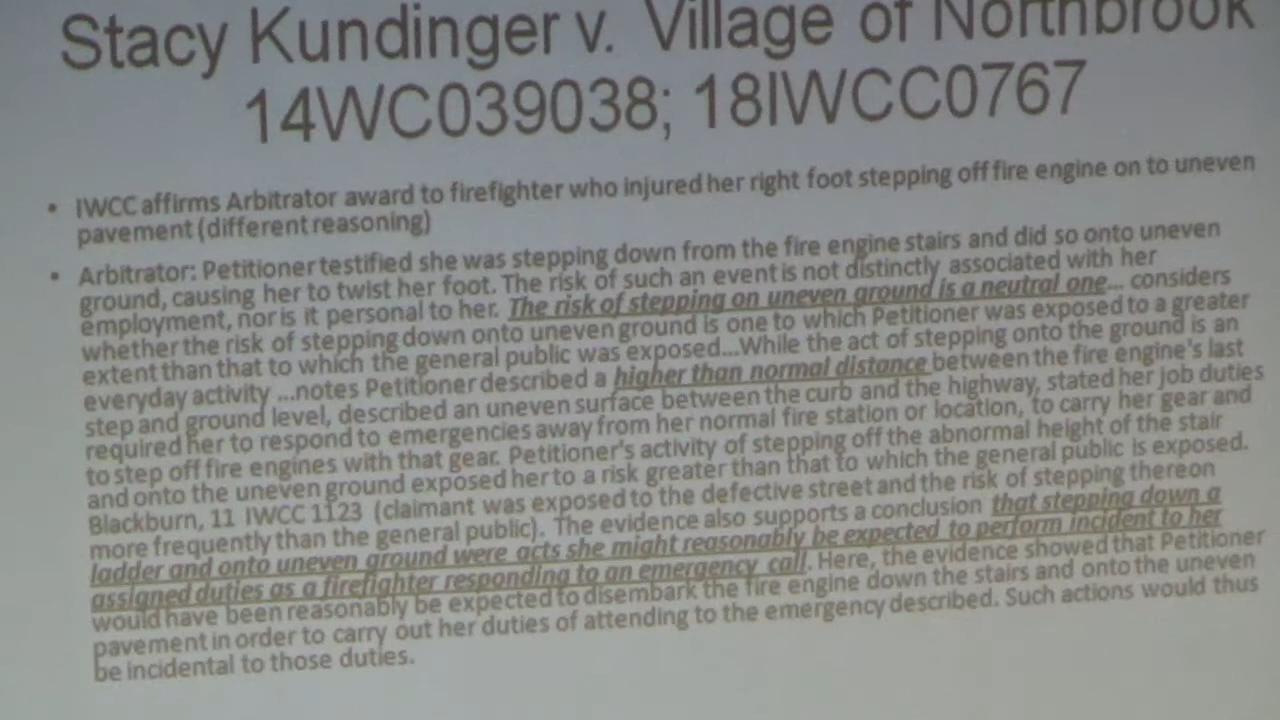 Stacy Kundinger v. Village of Northbrook
14WC039038; 18IWCC0767
• IWCC affirms Arbitrator award to firefighter who injured her right foot stepping off fire engine on to uneven
pavement (different reasoning)
• Arbitrator: Petitioner testified she was stepping down from the fire engine stairs and did so onto uneven
ground, causing her to twist her foot. The risk of such an event is not distinctly associated with her
employment, nor is it personal to her. The risk of stepping on uneven ground is a neutral one... considers
whether the risk of stepping down onto uneven ground is one to which Petitioner was exposed to a greater
extent than that to which the general public was exposed...While the act of stepping onto the ground is an
everyday activity ...notes Petitioner described a higher than normal distance between the fire engine's last
step and ground level, described an uneven surface between the curb and the highway, stated her job duties
required her to respond to emergencies away from her normal fire station or location, to carry her gear and
to step off fire engines with that gear. Petitioner's activity of stepping off the abnormal height of the stair
and onto the uneven ground exposed her to a risk greater than that to which the general public is exposed.
Blackburn, 11 IWCC 1123 (claimant was exposed to the defective street and the risk of stepping thereon
more frequently than the general public). The evidence also supports a conclusion that stepping down a
ladder and onto uneven ground were acts she might reasonably be expected to perform incident to her
assigned duties as a firefighter responding to an emergency call. Here, the evidence showed that Petitioner
would have been reasonably be expected to disembark the fire engine down the stairs and onto the uneven
pavement in order to carry out her duties of attending to the emergency described. Such actions would thus
be incidental to those duties.